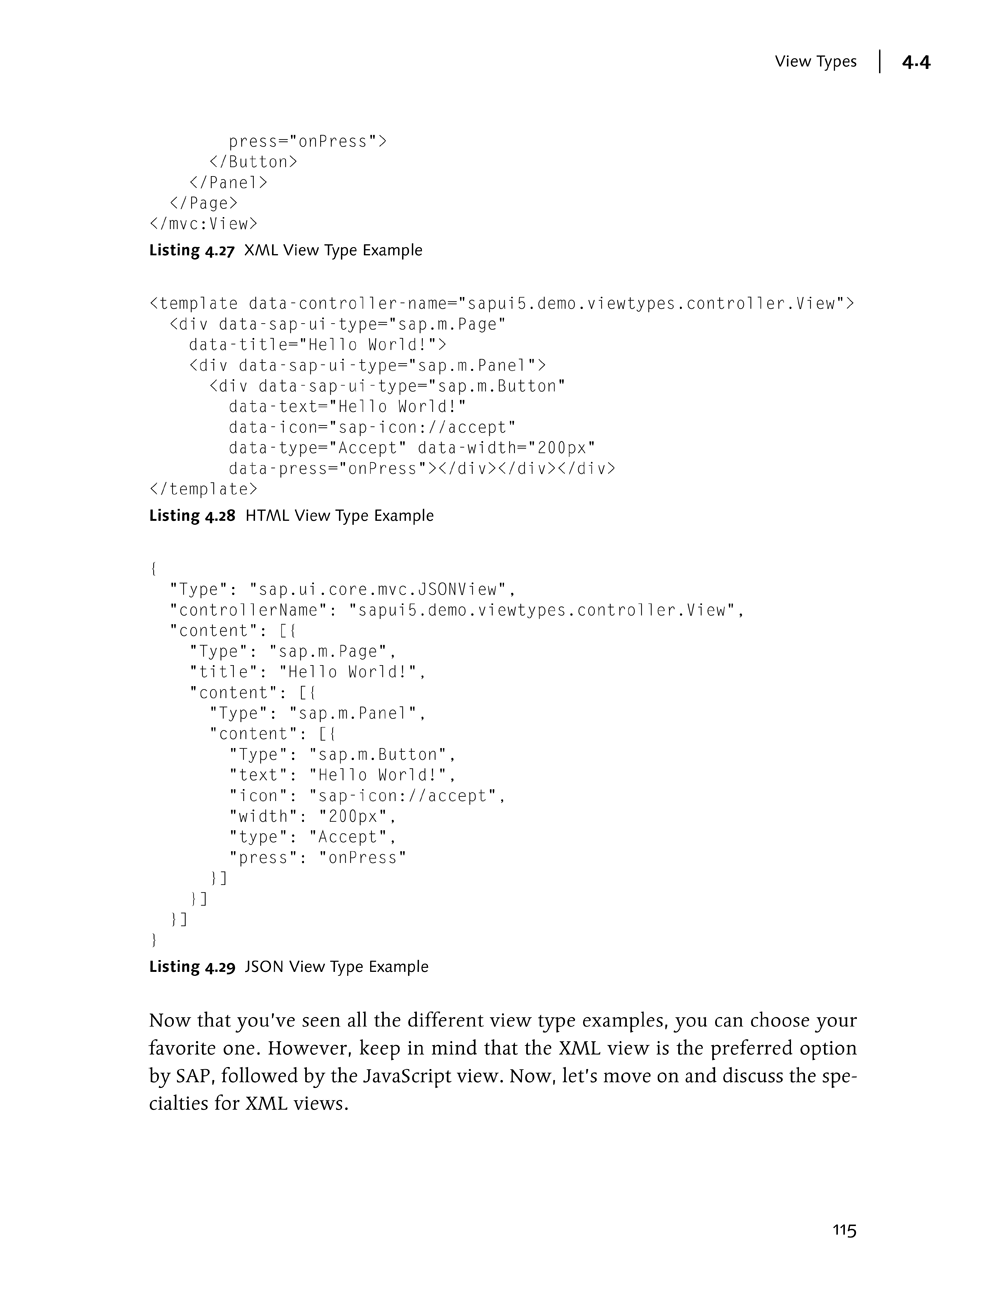 View Types | 4.4
        press="onPress">
      </Button>
    </Panel>
  </Page>
</mvc:View>
Listing 4.27 XML View Type Example
<template data-controller-name="sapui5.demo.viewtypes.controller.View">
  <div data-sap-ui-type="sap.m.Page"
    data-title="Hello World!">
    <div data-sap-ui-type="sap.m.Panel">
      <div data-sap-ui-type="sap.m.Button"
        data-text="Hello World!"
        data-icon="sap-icon://accept"
        data-type="Accept" data-width="200px"
        data-press="onPress"></div></div></div>
</template>
Listing 4.28 HTML View Type Example
{
  "Type": "sap.ui.core.mvc.JSONView",
  "controllerName": "sapui5.demo.viewtypes.controller.View",
  "content": [{
    "Type": "sap.m.Page",
    "title": "Hello World!",
    "content": [{
      "Type": "sap.m.Panel",
      "content": [{
        "Type": "sap.m.Button",
        "text": "Hello World!",
        "icon": "sap-icon://accept",
        "width": "200px",
        "type": "Accept",
        "press": "onPress"
      }]
    }]
  }]
}
Listing 4.29 JSON View Type Example
Now that you've seen all the different view type examples, you can choose your
favorite one. However, keep in mind that the XML view is the preferred option
by SAP, followed by the JavaScript view. Now, let's move on and discuss the spe-
cialties for XML views.
115